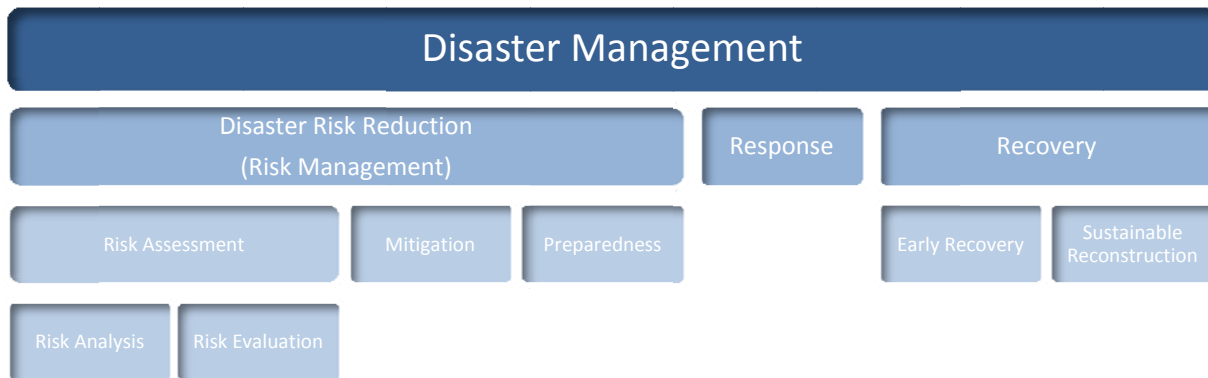 Disaster Management
Disaster Risk Reduction
(Risk Management)
Response
Recovery
Risk Assessment
Mitigation
Preparedness
Early Recovery
Sustainable
Reconstruction
Risk Analysis
Risk Evaluation